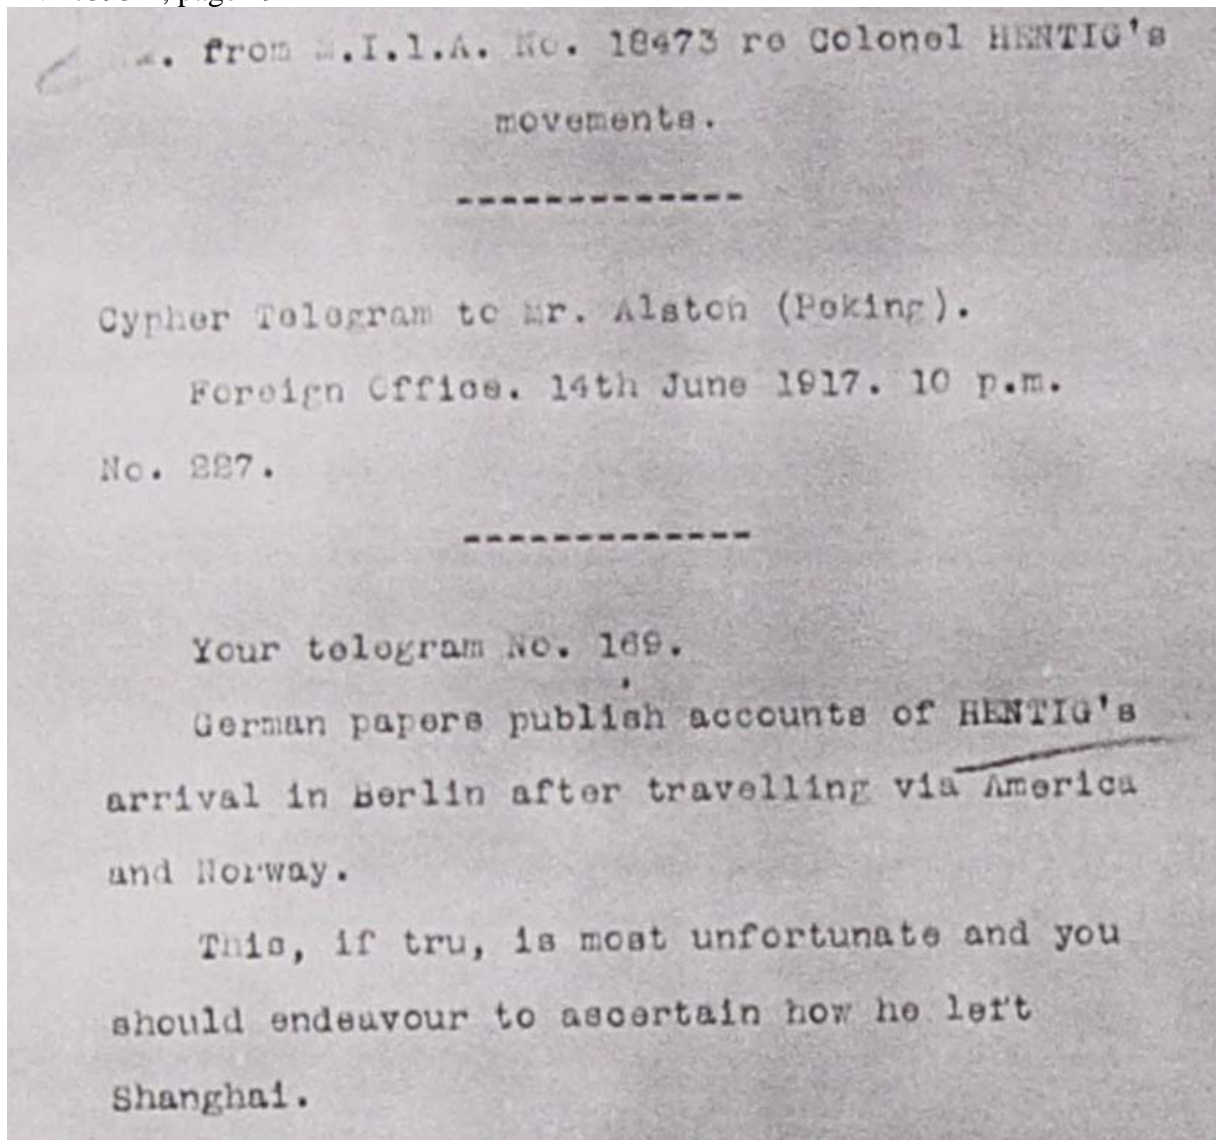 from M.I.1.A. No. 18473 re Colonel HENTIG's
movements.
-------------
Cypher Telegram to Mr. Alston (Peking).
Foreign Office. 14th June 1917. 10 p.m.
No. 227.
-------------
Your telegram No. 169.
German papers publish accounts of HENTIG's
arrival in Berlin after travelling via America
and Norway.
This, if tru, is most unfortunate and you
should endeavour to ascertain how he left
Shanghai.